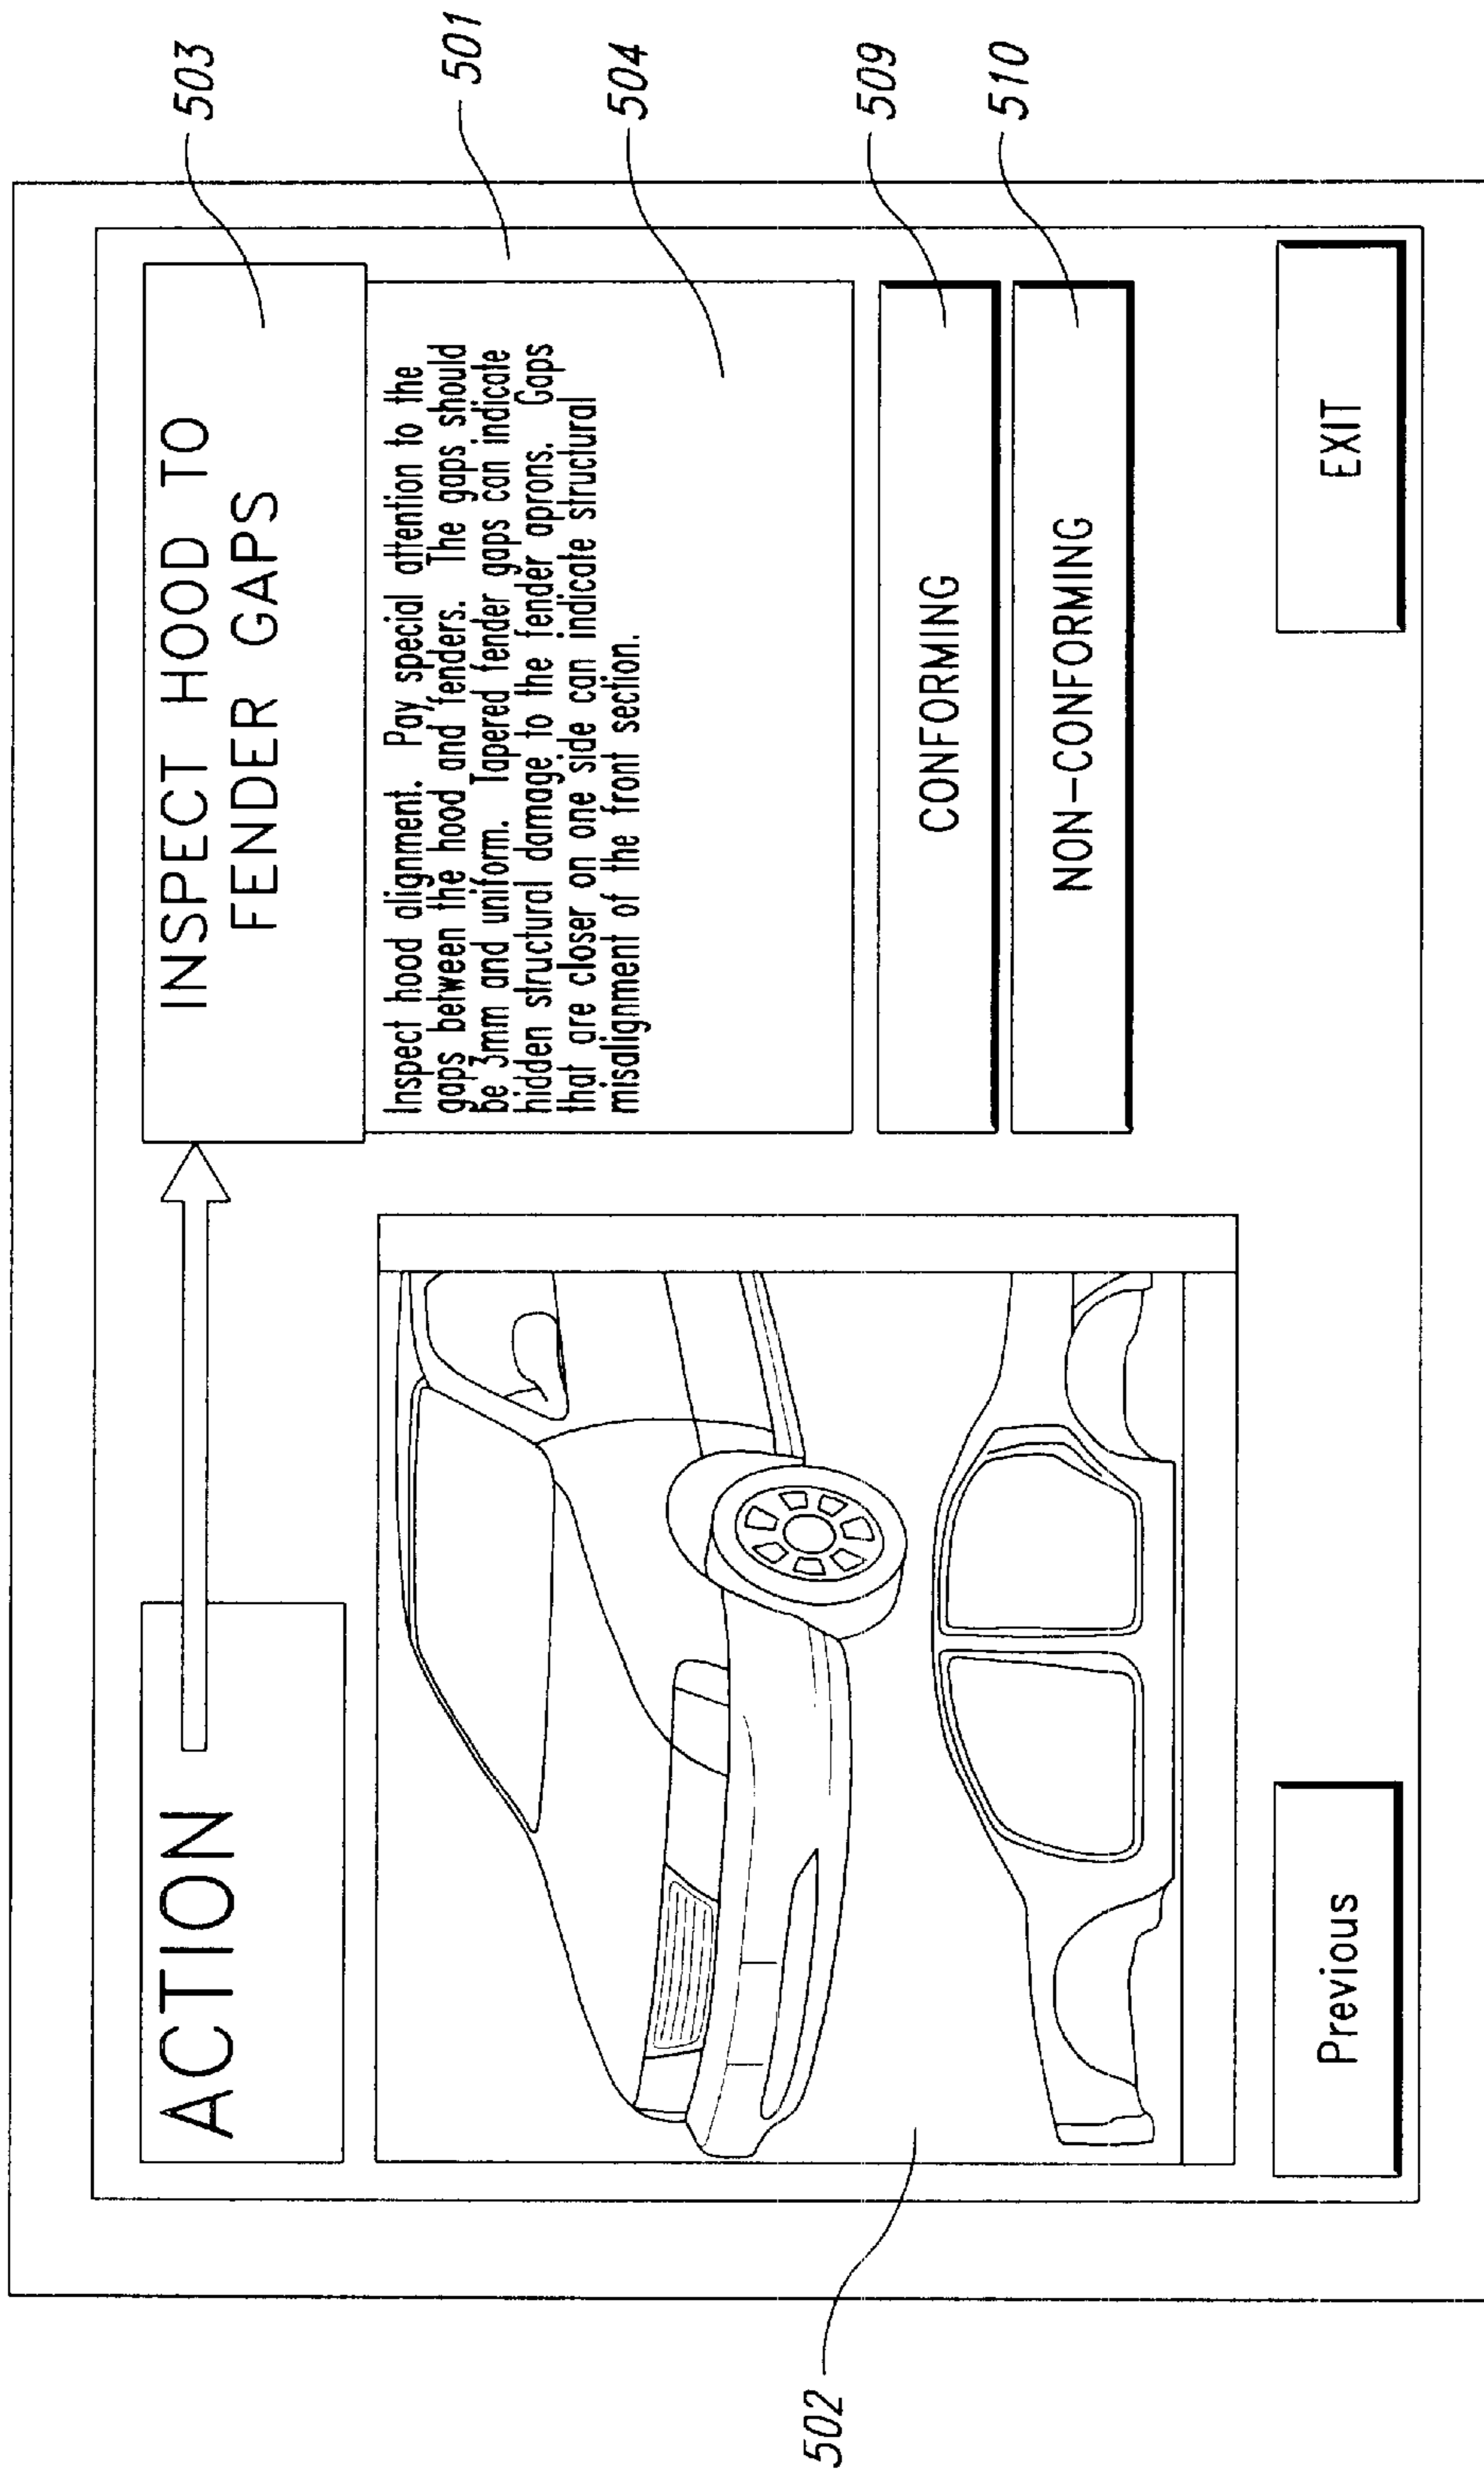 ACTION
INSPECT HOOD TO
FENDER GAPS
503
501
Inspect hood alignment. Pay special attention to the
gaps between the hood and fenders. The gaps should
be 3mm and uniform. Tapered fender gaps can indicate
hidden structural damage to the fender aprons. Gaps
that are closer on one side can indicate structural
misalignment of the front section.
504
CONFORMING
509
NON-CONFORMING
510
502
Previous
EXIT